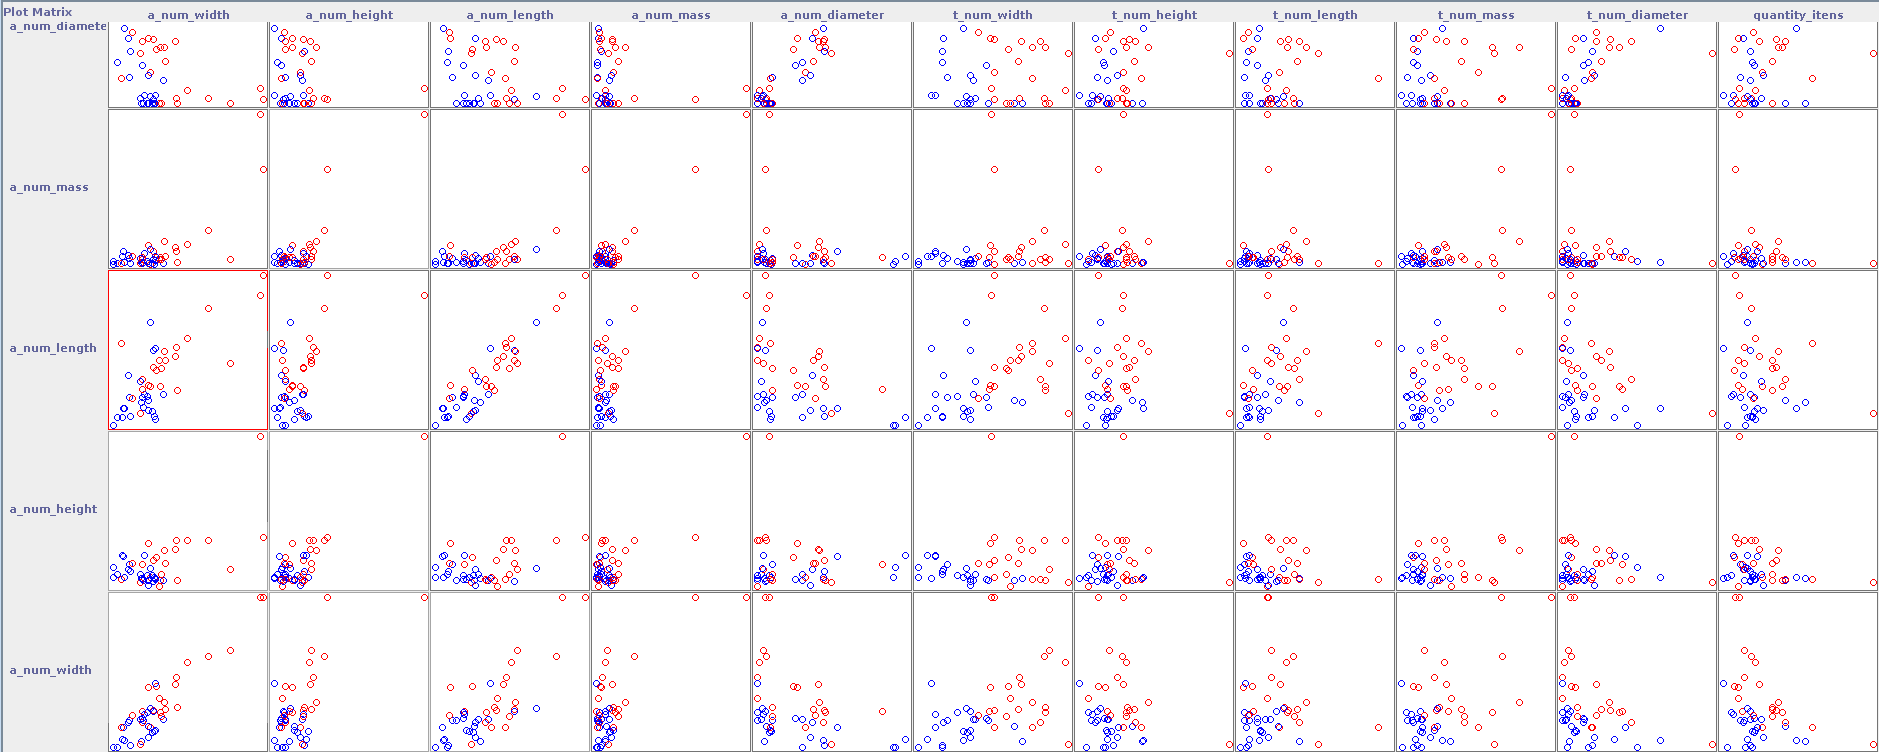 Plot Matrix
a_num_width a_num_height a_num_length a_num_mass a_num_diameter t_num_width t_num_height t_num_length t_num_mass t_num_diameter quantity_itens
a_num_diamete
a_num_mass
a_num_length
a_num_height
a_num_width